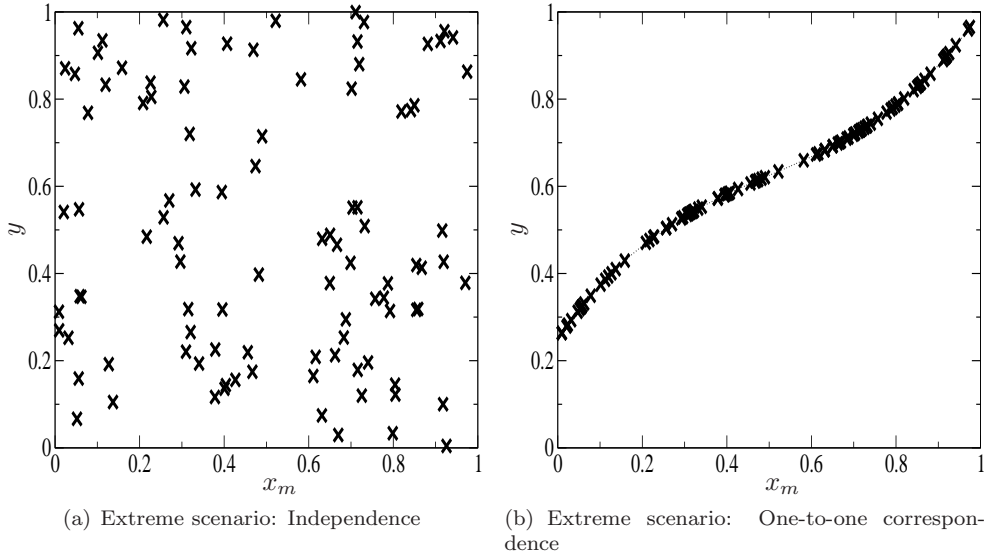 1
0.8
0.6
0.4
0.2
0
y
0 0.2 0.4 0.6 0.8 1
x_m
(a) Extreme scenario: Independence
1
0.8
0.6
0.4
0.2
0
y
0 0.2 0.4 0.6 0.8 1
x_m
(b) Extreme scenario: One-to-one correspon-
dence